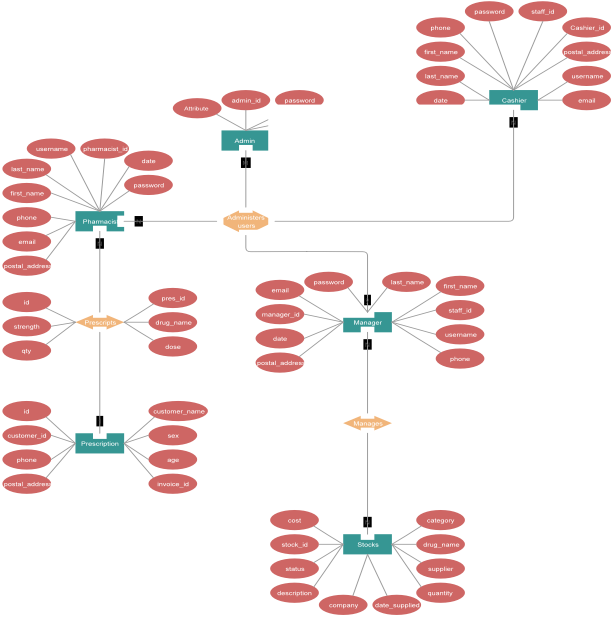 password
staff_id
phone
Cashier_id
first_name
postal_address
last_name
username
date
Cashier
email
Attribute
admin_id
password
Admin
username
pharmacist_id
last_name
date
first_name
password
phone
Pharmacist
email
postal_address
Administers
users
email
password
last_name
first_name
manager_id
staff_id
Manager
date
username
postal_address
phone
id
pres_id
strength
Prescripts
drug_name
qty
dose
id
customer_name
customer_id
sex
Prescription
phone
age
postal_address
invoice_id
Manages
cost
category
stock_id
Stocks
drug_name
status
supplier
description
quantity
company
date_supplied